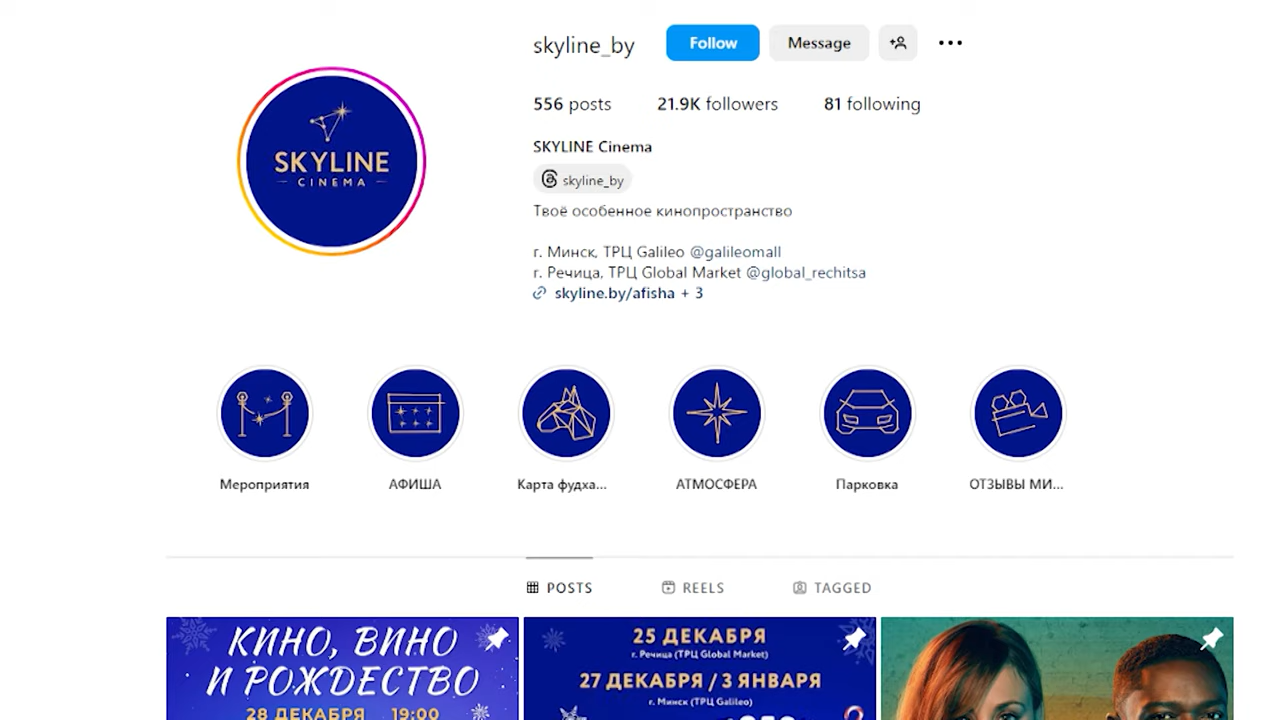 skyline_by
Follow
Message
556 posts
21.9K followers
81 following
SKYLINE
CINEMA
SKYLINE Cinema
skyline_by
Твоё особенное кинопространство
г. Минск, ТРЦ Galileo @galileomall
г. Речица, ТРЦ Global Market @global_rechitsa
skyline.by/afisha + 3
Мероприятия
АФИША
Карта фудха...
АТМОСФЕРА
Парковка
ОТЗЫВЫ МИ...
POSTS
REELS
TAGGED
КИНО, ВИНО
И РОЖДЕСТВО
28 ДЕКАБРЯ 19:00
25 ДЕКАБРЯ
г. Речица (ТРЦ Global Market)
27 ДЕКАБРЯ / 3 ЯНВАРЯ
г. Минск (ТРЦ Galileo)